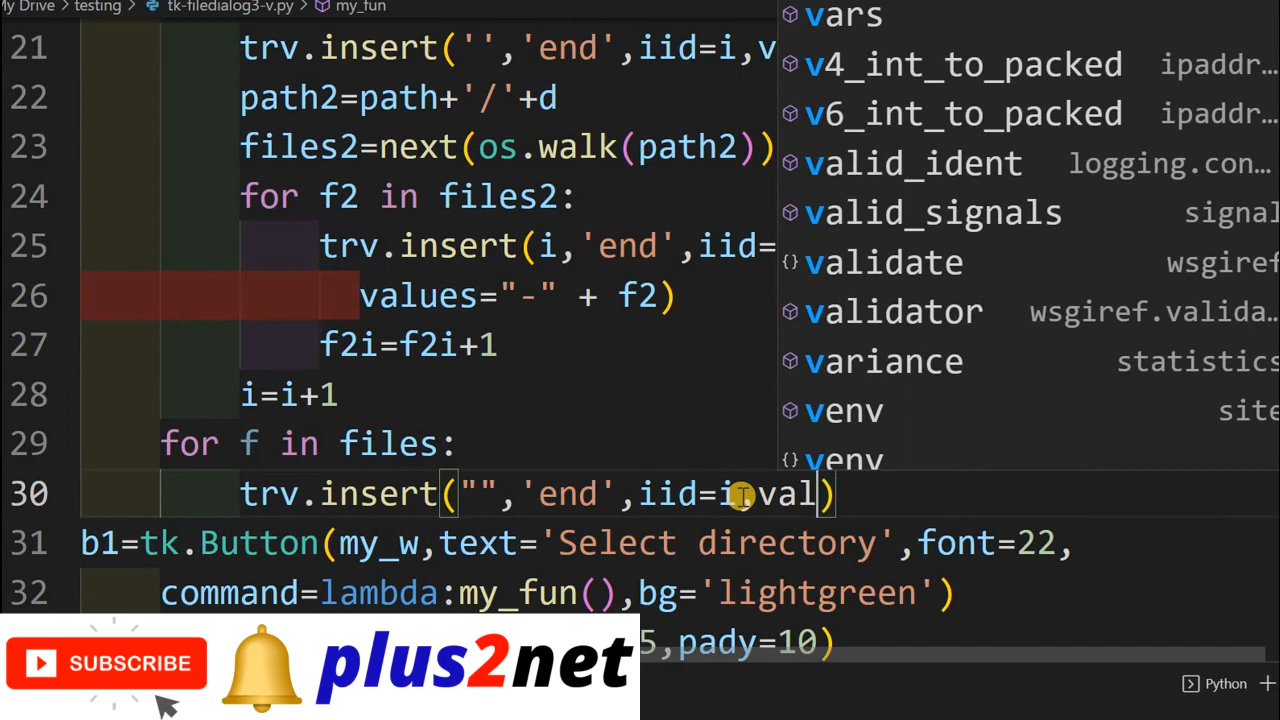 My Drive > testing > tk-filedialog3-v.py > my_fun
21 trv.insert('','end',iid=i,v
22 path2=path+'/'+d
23 files2=next(os.walk(path2))
24 for f2 in files2:
25 trv.insert(i,'end',iid=
26 values="-" + f2)
27 f2i=f2i+1
28 i=i+1
29 for f in files:
30 trv.insert("",'end',iid=i,val)
31 b1=tk.Button(my_w,text='Select directory',font=22,
32 command=lambda:my_fun(),bg='lightgreen')
5,pady=10)
vars
v4_int_to_packed ipaddr...
v6_int_to_packed ipaddr...
valid_ident logging.con...
valid_signals signal
{} validate wsgiref
validator wsgiref.valida...
variance statistics
venv site
{} venv
SUBSCRIBE
plus2net
Python